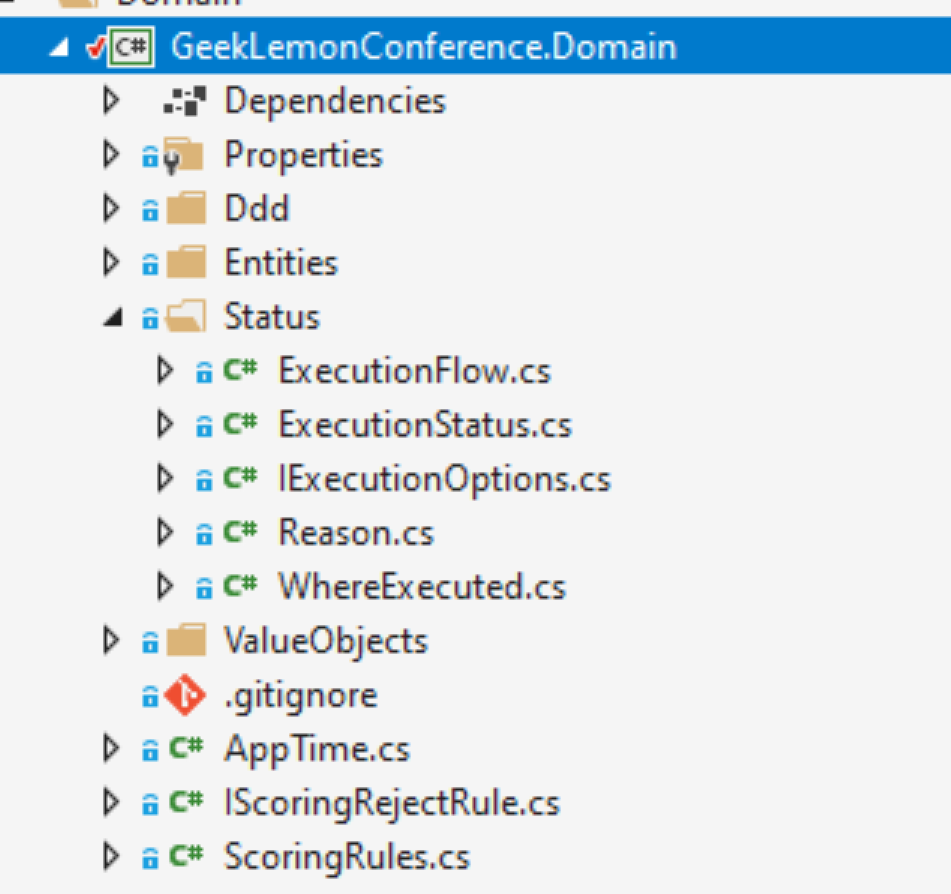 Domain
C# GeekLemonConference.Domain
Dependencies
Properties
Ddd
Entities
Status
C# ExecutionFlow.cs
C# ExecutionStatus.cs
C# IExecutionOptions.cs
C# Reason.cs
C# WhereExecuted.cs
ValueObjects
.gitignore
C# AppTime.cs
C# IScoringRejectRule.cs
C# ScoringRules.cs